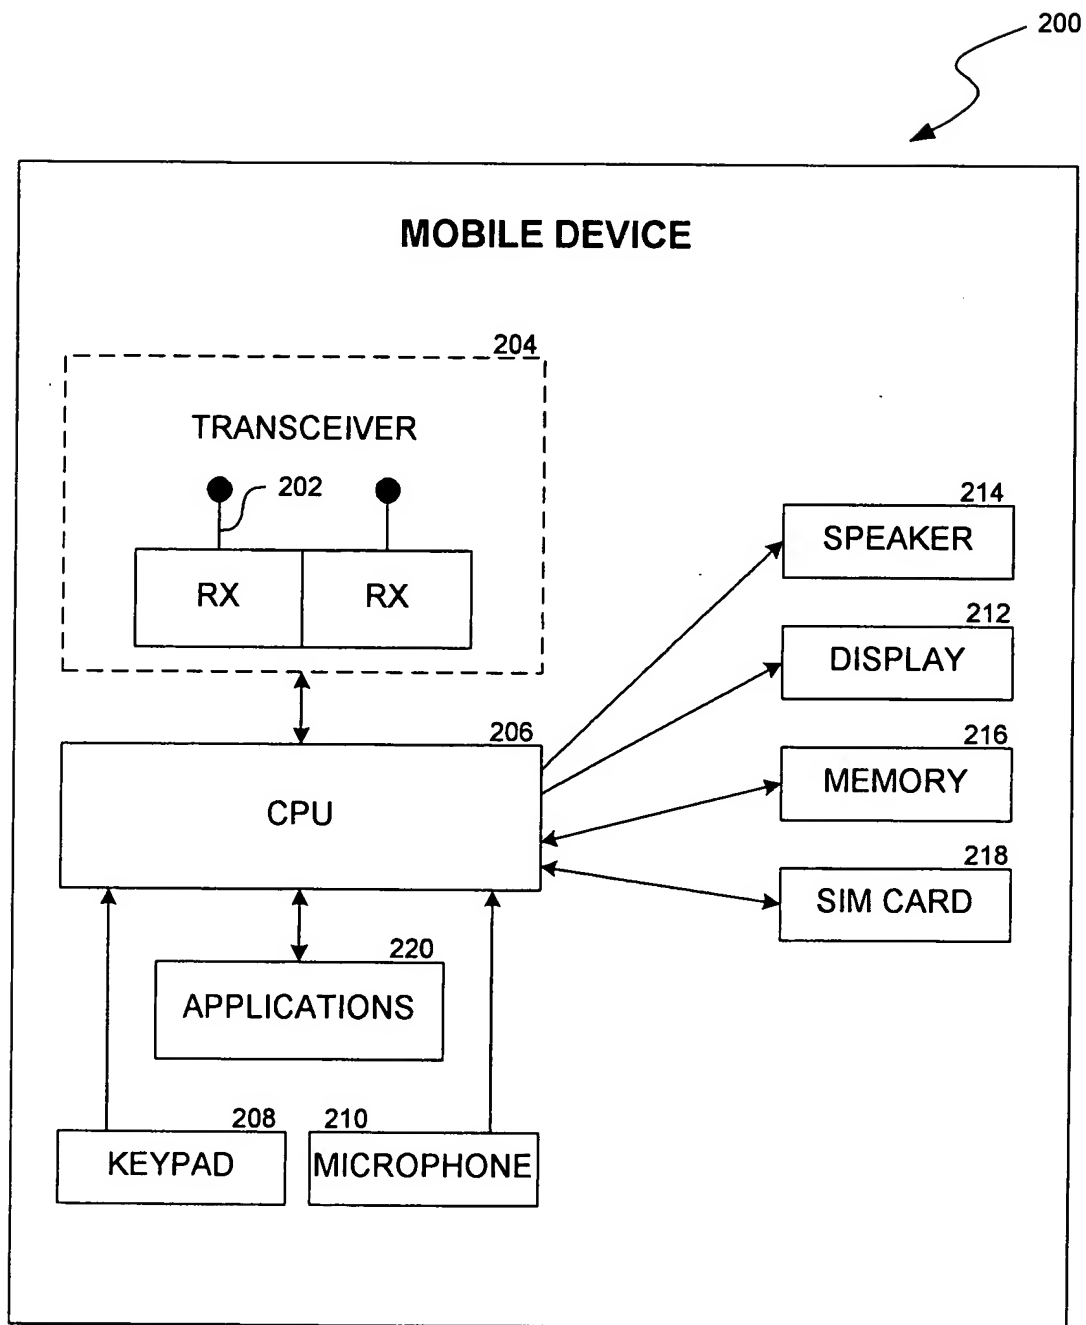 200
MOBILE DEVICE
204
TRANSCEIVER
202
RX
RX
206
CPU
214
SPEAKER
212
DISPLAY
216
MEMORY
218
SIM CARD
220
APPLICATIONS
208
KEYPAD
210
MICROPHONE